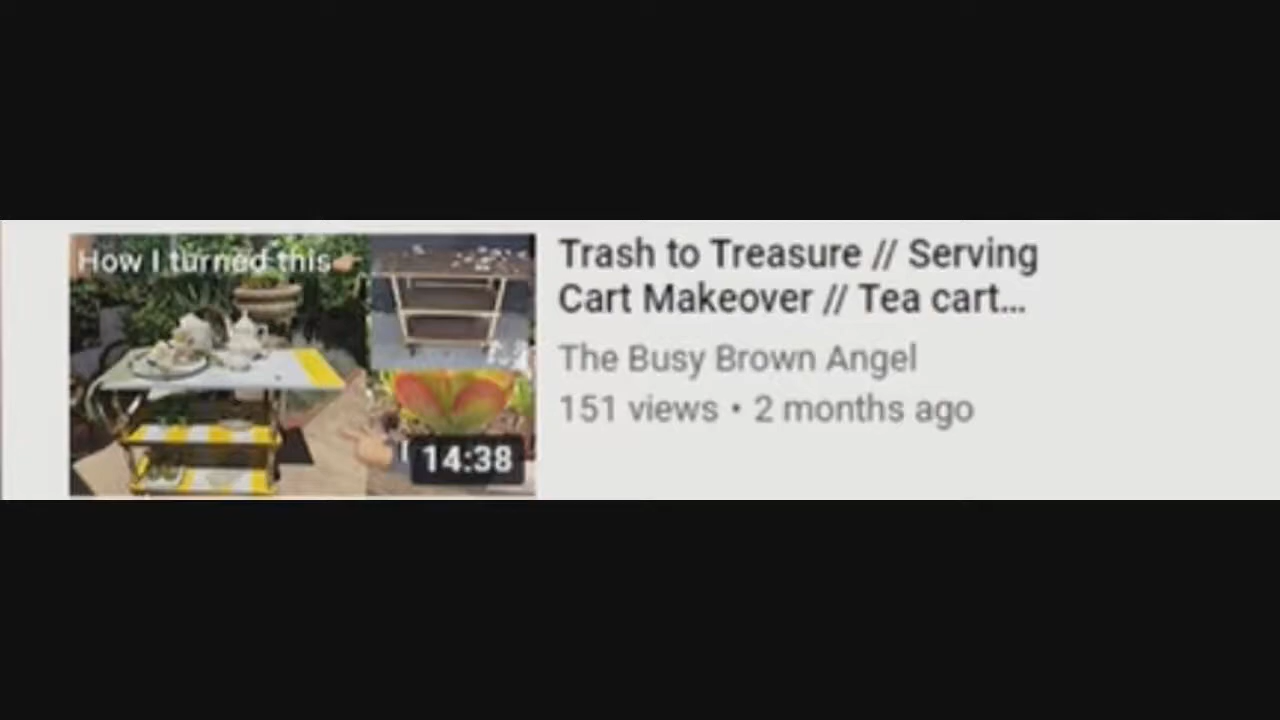 How I turned this
14:38
Trash to Treasure // Serving
Cart Makeover // Tea cart...
The Busy Brown Angel
151 views • 2 months ago